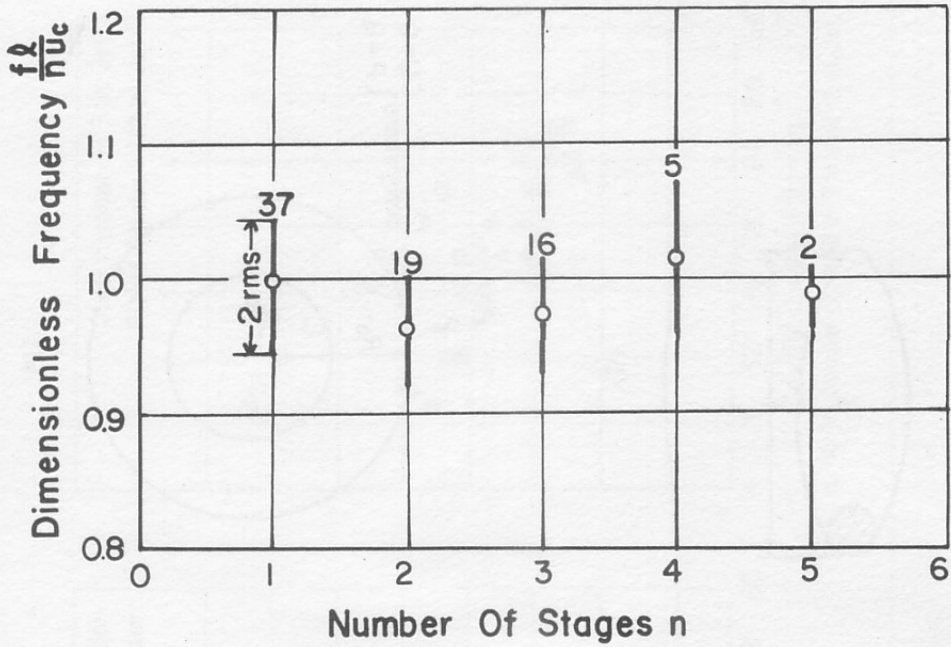 Dimensionless Frequency fℓ/nu_c
1.2
1.1
1.0
0.9
0.8
37
2 rms
19
16
5
2
0 1 2 3 4 5 6
Number Of Stages n